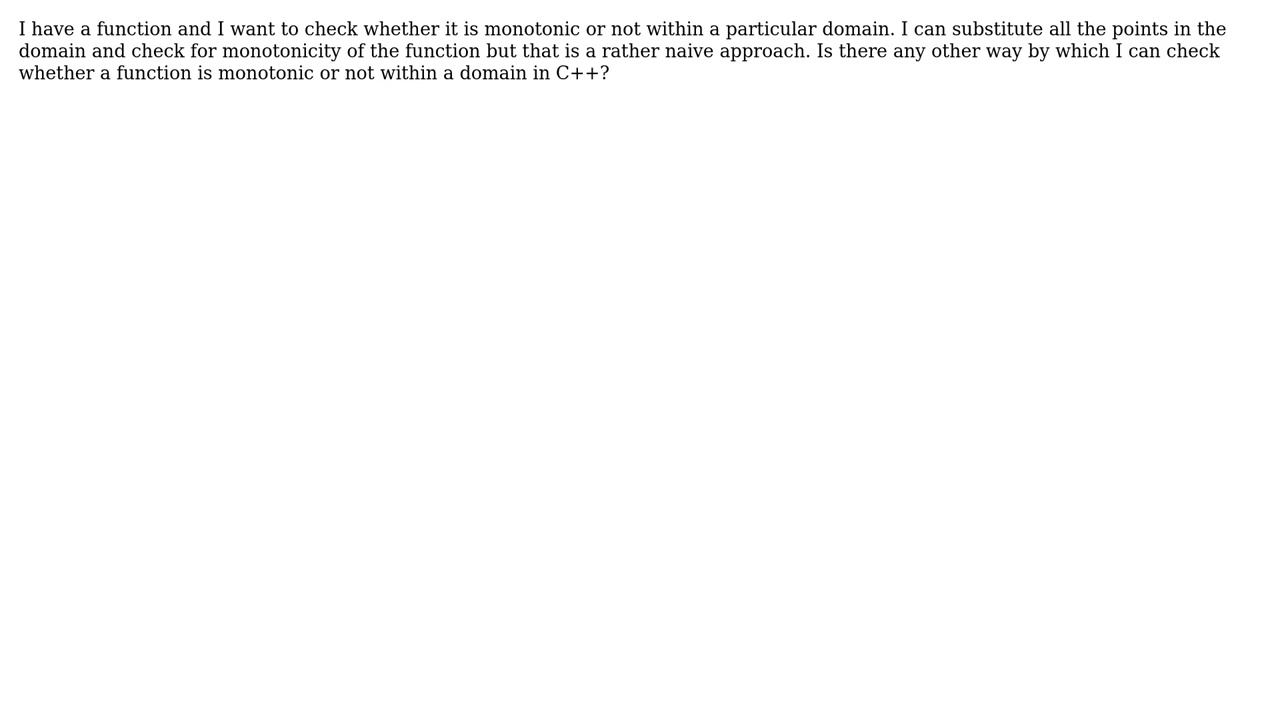 I have a function and I want to check whether it is monotonic or not within a particular domain. I can substitute all the points in the
domain and check for monotonicity of the function but that is a rather naive approach. Is there any other way by which I can check
whether a function is monotonic or not within a domain in C++?